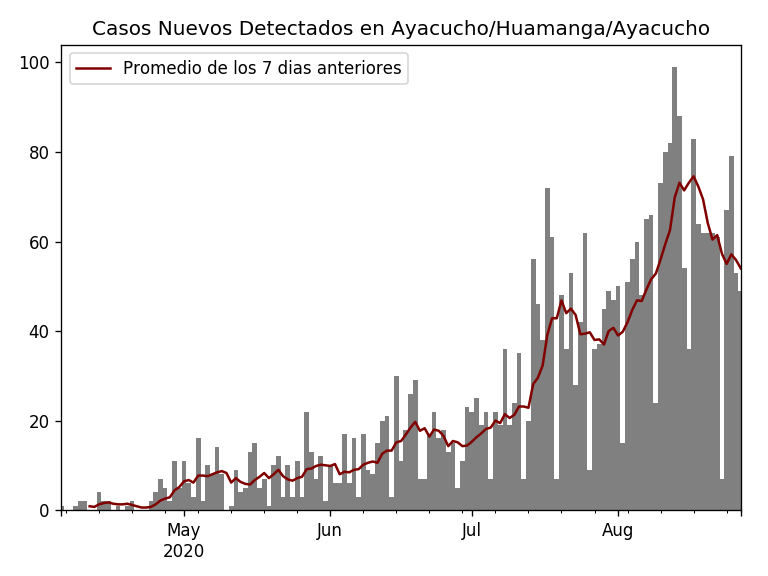 Casos Nuevos Detectados en Ayacucho/Huamanga/Ayacucho
Promedio de los 7 dias anteriores
100
80
60
40
20
0
May
2020
Jun
Jul
Aug